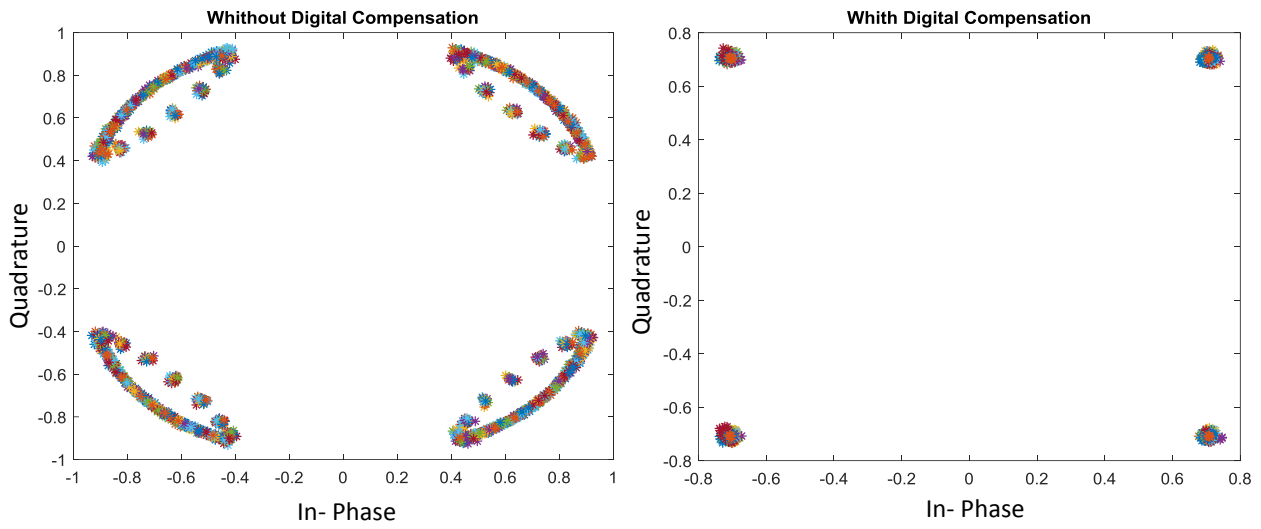 Whithout Digital Compensation
1
0.8
0.6
0.4
0.2
0
-0.2
-0.4
-0.6
-0.8
-1
Quadrature
-1 -0.8 -0.6 -0.4 -0.2 0 0.2 0.4 0.6 0.8 1
In- Phase
Whith Digital Compensation
0.8
0.6
0.4
0.2
0
-0.2
-0.4
-0.6
-0.8
Quadrature
-0.8 -0.6 -0.4 -0.2 0 0.2 0.4 0.6 0.8
In- Phase